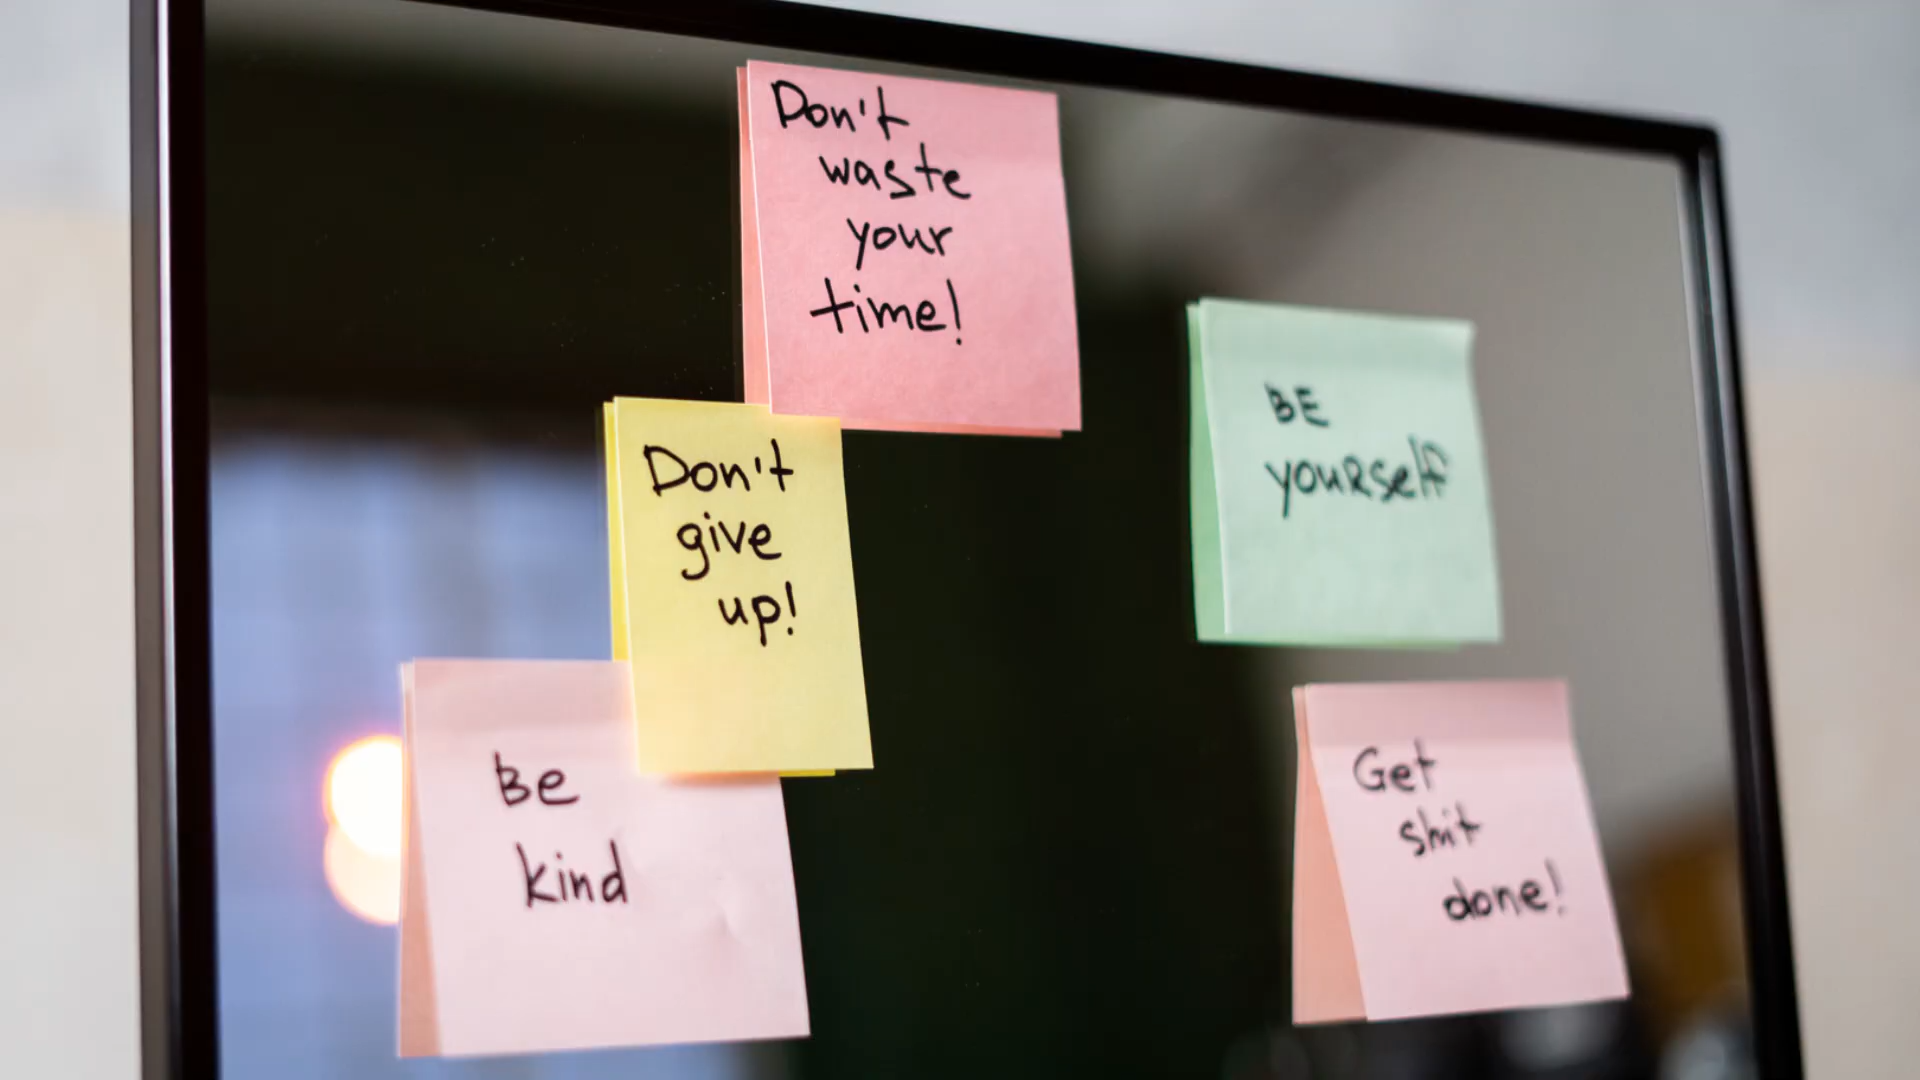 Don't
waste
your
time!
Don't
give
up!
Be
kind
BE
youRself
Get
shit
done!